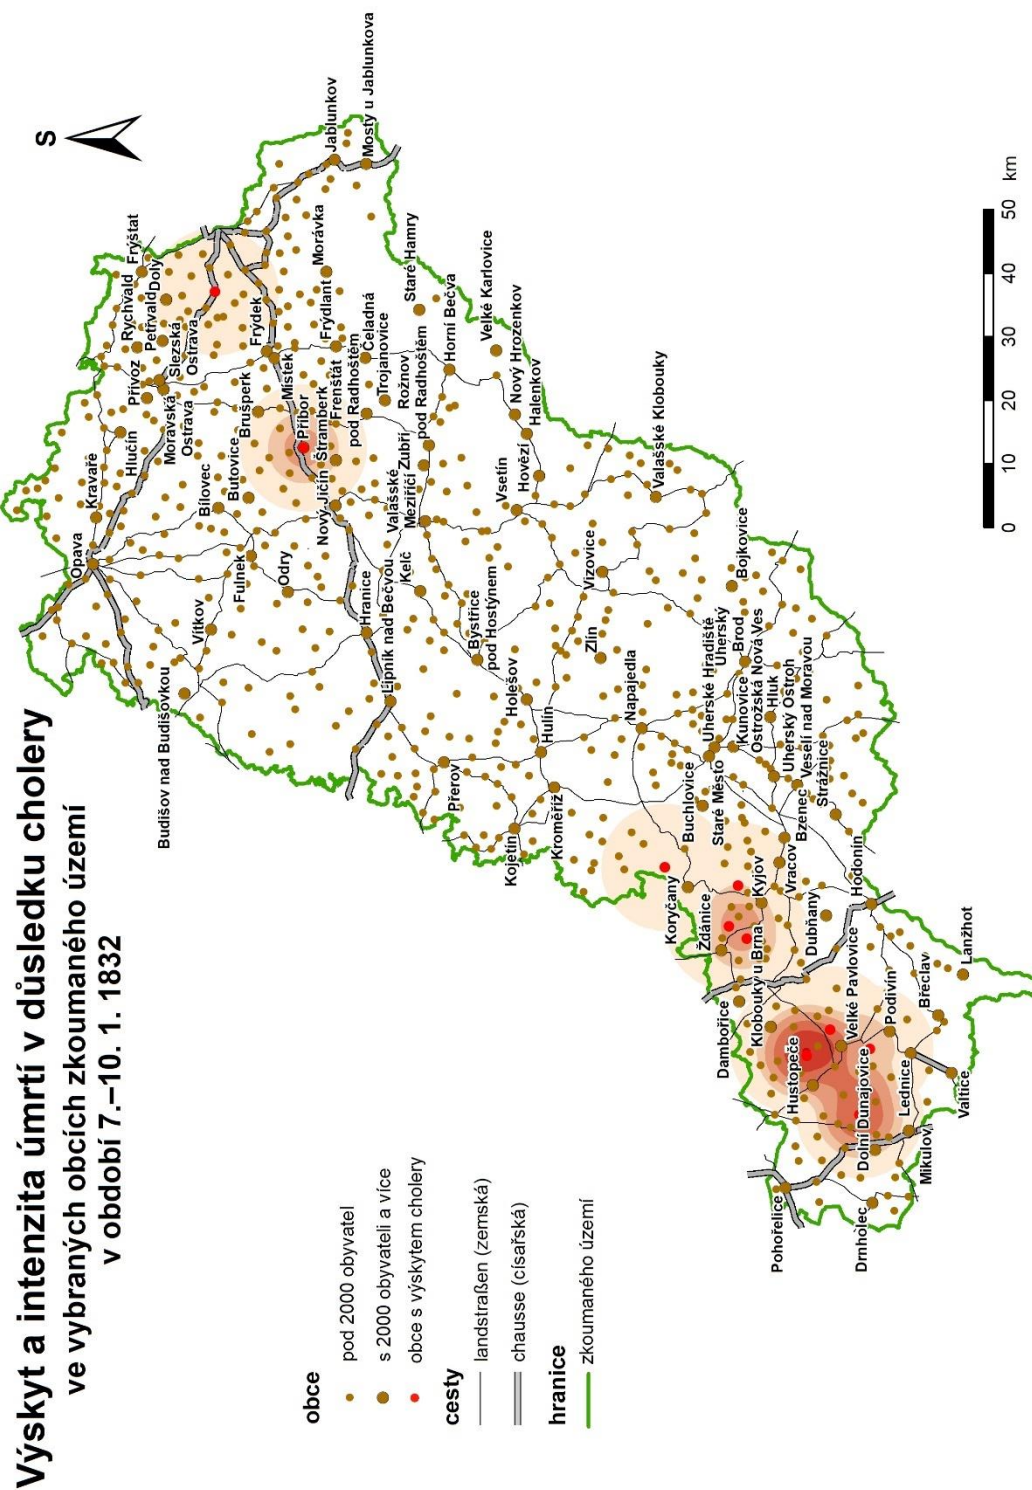 Výskyt a intenzita úmrtí v důsledku cholery
ve vybraných obcích zkoumaného území
v období 7.–10. 1. 1832
S
obce
pod 2000 obyvatel
s 2000 obyvateli a více
obce s výskytem cholery
cesty
landstraßen (zemská)
chausse (císařská)
hranice
zkoumaného území
Opava
Kravaře
Hlučín
Přívoz
Rychvald
Petřvald
Doly
Frýštat
Moravská
Ostrava
Slezská
Ostrava
Budišov nad Budišovkou
Vítkov
Bílovec
Butovice
Fulnek
Odry
Brušperk
Frýdek
Místek
Příbor
Štramberk
Nový Jičín
Frenštát
pod Radhoštěm
Frýdlant
Morávka
Čeladná
Trojanovice
Jablunkov
Mosty u Jablunkova
Staré Hamry
Hranice
Lipník nad Bečvou
Kelč
Valašské
Meziříčí
Zubří
Rožnov
pod Radhoštěm
Horní Bečva
Velké Karlovice
Nový Hrozenkov
Halenkov
Hovězí
Vsetín
Bystřice
pod Hostýnem
Holešov
Hulín
Přerov
Kojetín
Kroměříž
Zlín
Vizovice
Valašské Klobouky
Napajedla
Bojkovice
Uherské Hradiště
Uherský
Brod
Kunovice
Ostrožská Nová Ves
Hluk
Uherský Ostroh
Veselí nad Moravou
Strážnice
Buchlovice
Staré Město
Bzenec
Vracov
Kyjov
Koryčany
Ždánice
Dubňany
Hodonín
Klobouky u Brna
Dambořice
Hustopeče
Velké Pavlovice
Podivín
Břeclav
Lanžhot
Dolní Dunajovice
Lednice
Valtice
Mikulov
Pohořelice
Drnholec
0 10 20 30 40 50
km